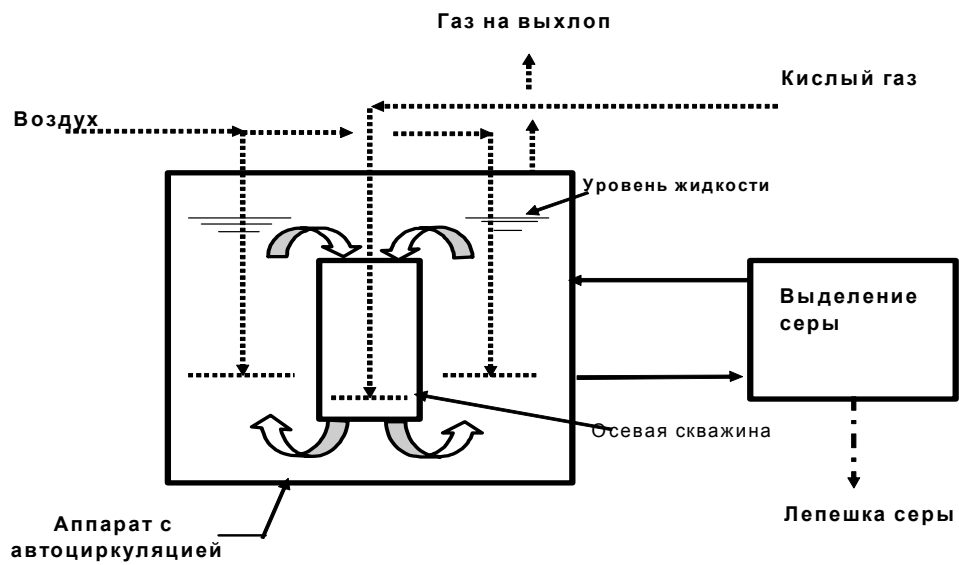 Газ на выхлоп
Кислый газ
Воздух
Уровень жидкости
Выделение
серы
Осевая скважина
Лепешка серы
Аппарат с
автоциркуляцией